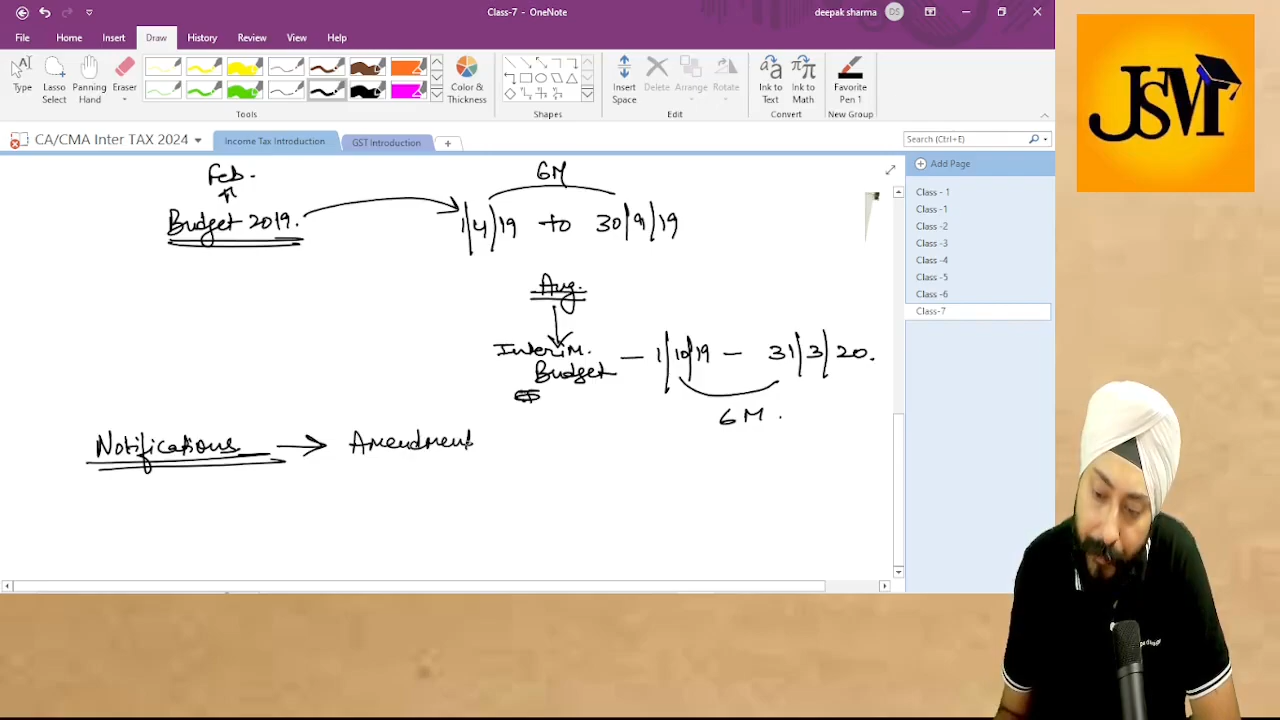 Class-7 - OneNote
deepak sharma DS
File Home Insert Draw History Review View Help
Type
Lasso Select
Panning Hand
Eraser
Color & Thickness
Insert Space
Delete
Arrange
Rotate
Ink to Text
Ink to Math
Favorite Pen 1
Tools Shapes Edit Convert New Group
CA/CMA Inter TAX 2024 Income Tax Introduction GST Introduction Search (Ctrl+E)
Add Page
Class - 1
Class -1
Class -2
Class -3
Class -4
Class -5
Class -6
Class-7
Feb.
Budget 2019.
6M
1|4|19 to 30|9|19
Aug.
Interim. Budget — 1|10|19 — 31|3|20.
6M.
Notifications → Amendment
JSM